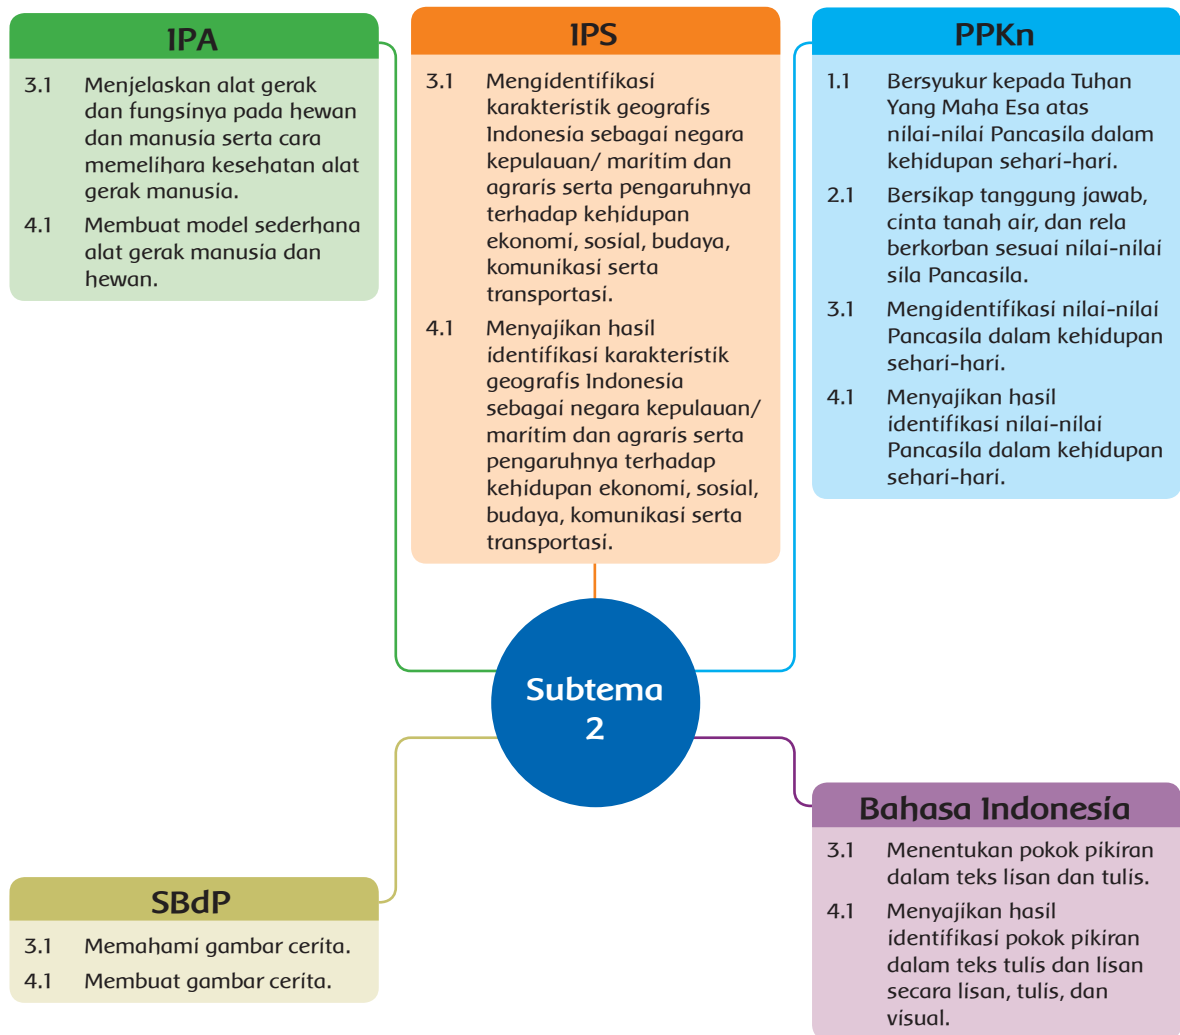 IPA
3.1 Menjelaskan alat gerak
dan fungsinya pada hewan
dan manusia serta cara
memelihara kesehatan alat
gerak manusia.
4.1 Membuat model sederhana
alat gerak manusia dan
hewan.
IPS
3.1 Mengidentifikasi
karakteristik geografis
Indonesia sebagai negara
kepulauan/ maritim dan
agraris serta pengaruhnya
terhadap kehidupan
ekonomi, sosial, budaya,
komunikasi serta
transportasi.
4.1 Menyajikan hasil
identifikasi karakteristik
geografis Indonesia
sebagai negara kepulauan/
maritim dan agraris serta
pengaruhnya terhadap
kehidupan ekonomi, sosial,
budaya, komunikasi serta
transportasi.
PPKn
1.1 Bersyukur kepada Tuhan
Yang Maha Esa atas
nilai-nilai Pancasila dalam
kehidupan sehari-hari.
2.1 Bersikap tanggung jawab,
cinta tanah air, dan rela
berkorban sesuai nilai-nilai
sila Pancasila.
3.1 Mengidentifikasi nilai-nilai
Pancasila dalam kehidupan
sehari-hari.
4.1 Menyajikan hasil
identifikasi nilai-nilai
Pancasila dalam kehidupan
sehari-hari.
Subtema
2
SBdP
3.1 Memahami gambar cerita.
4.1 Membuat gambar cerita.
Bahasa Indonesia
3.1 Menentukan pokok pikiran
dalam teks lisan dan tulis.
4.1 Menyajikan hasil
identifikasi pokok pikiran
dalam teks tulis dan lisan
secara lisan, tulis, dan
visual.